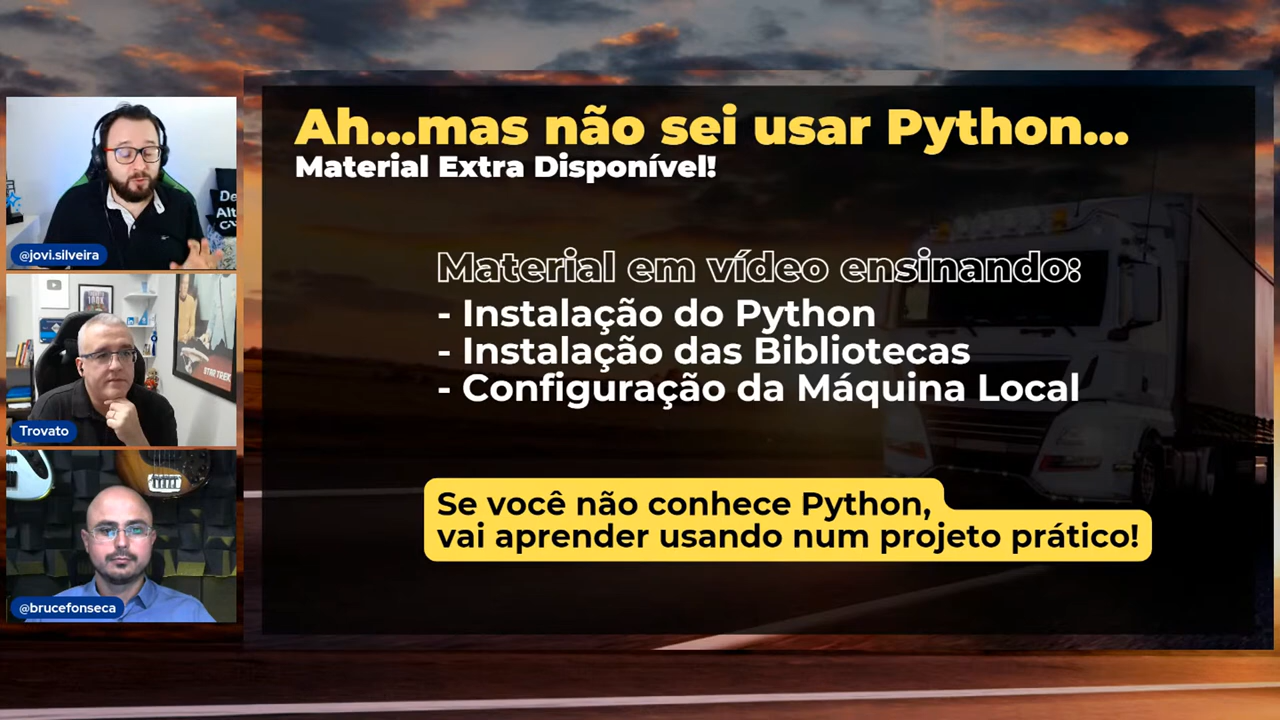 Ah...mas não sei usar Python...
Material Extra Disponível!
Material em vídeo ensinando:
- Instalação do Python
- Instalação das Bibliotecas
- Configuração da Máquina Local
Se você não conhece Python,
vai aprender usando num projeto prático!
@jovi.silveira
Trovato
STAR TREK
@brucefonseca